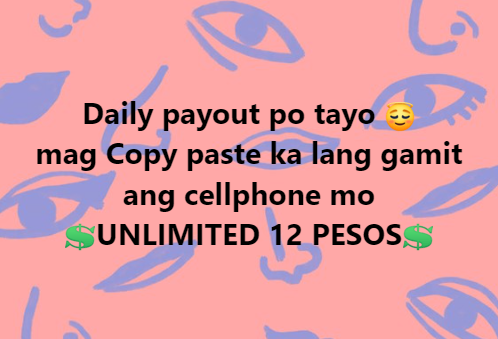 Daily payout po tayo 😇
mag Copy paste ka lang gamit
ang cellphone mo
💲UNLIMITED 12 PESOS💲